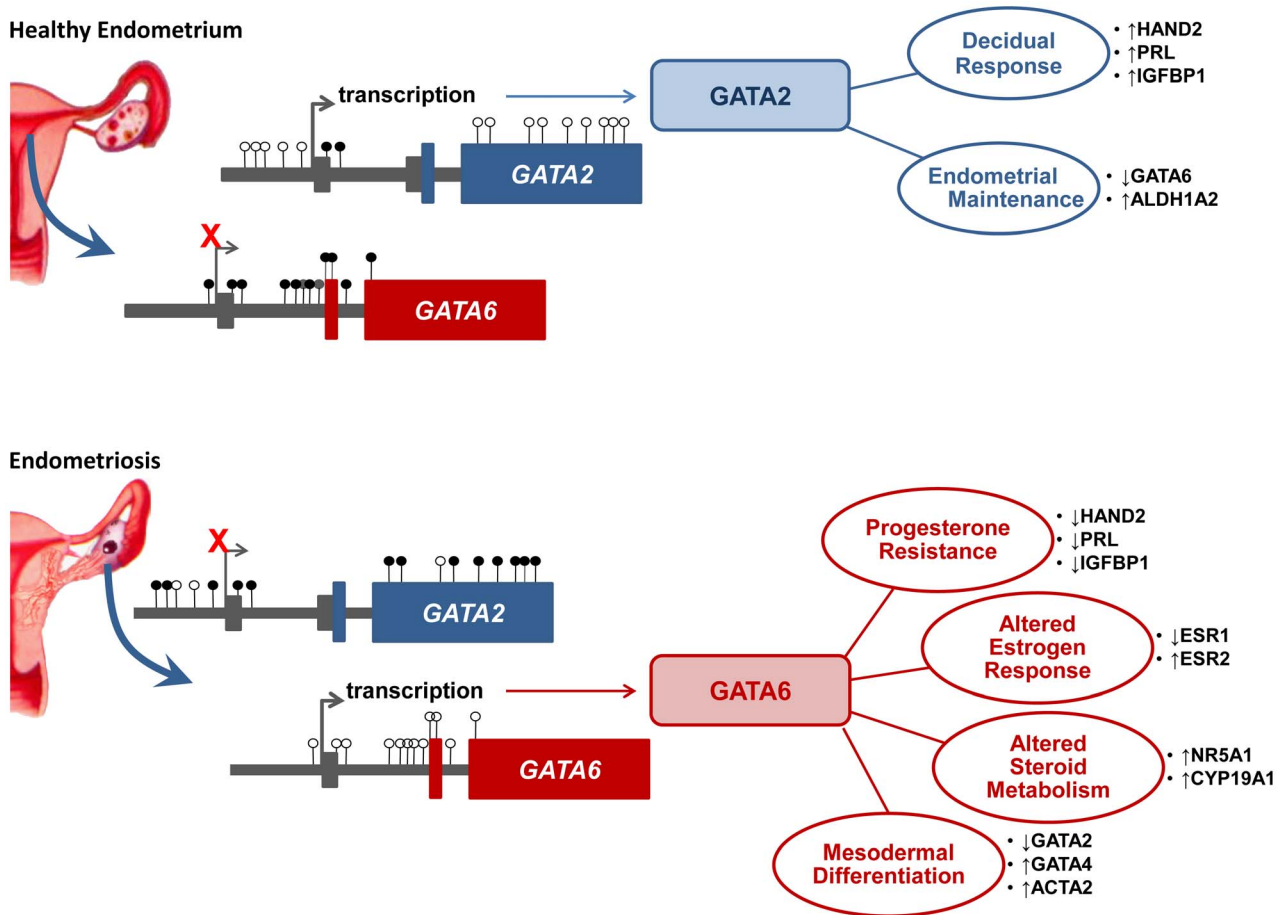 Healthy Endometrium
transcription
GATA2
X
GATA6
GATA2
Decidual
Response
• ↑HAND2
• ↑PRL
• ↑IGFBP1
Endometrial
Maintenance
• ↓GATA6
• ↑ALDH1A2
Endometriosis
X
GATA2
transcription
GATA6
GATA6
Progesterone
Resistance
• ↓HAND2
• ↓PRL
• ↓IGFBP1
Altered
Estrogen
Response
• ↓ESR1
• ↑ESR2
Altered
Steroid
Metabolism
• ↑NR5A1
• ↑CYP19A1
Mesodermal
Differentiation
• ↓GATA2
• ↑GATA4
• ↑ACTA2